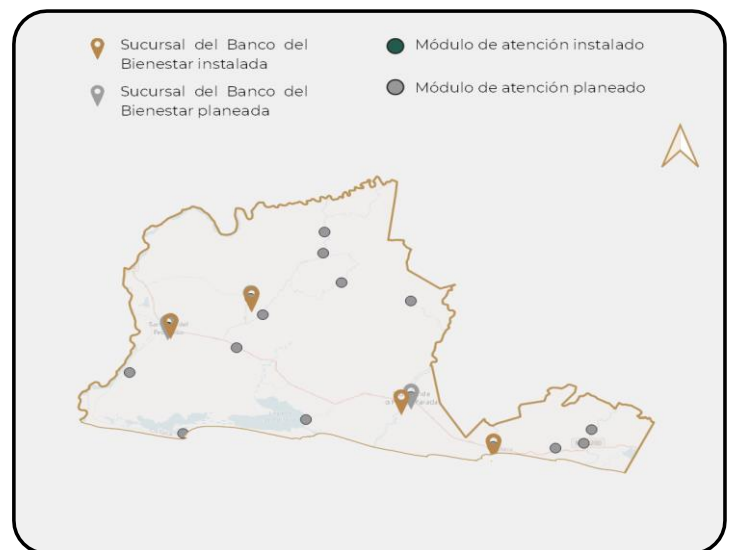 Sucursal del Banco del
Bienestar instalada
Sucursal del Banco del
Bienestar planeada
Módulo de atención instalado
Módulo de atención planeado